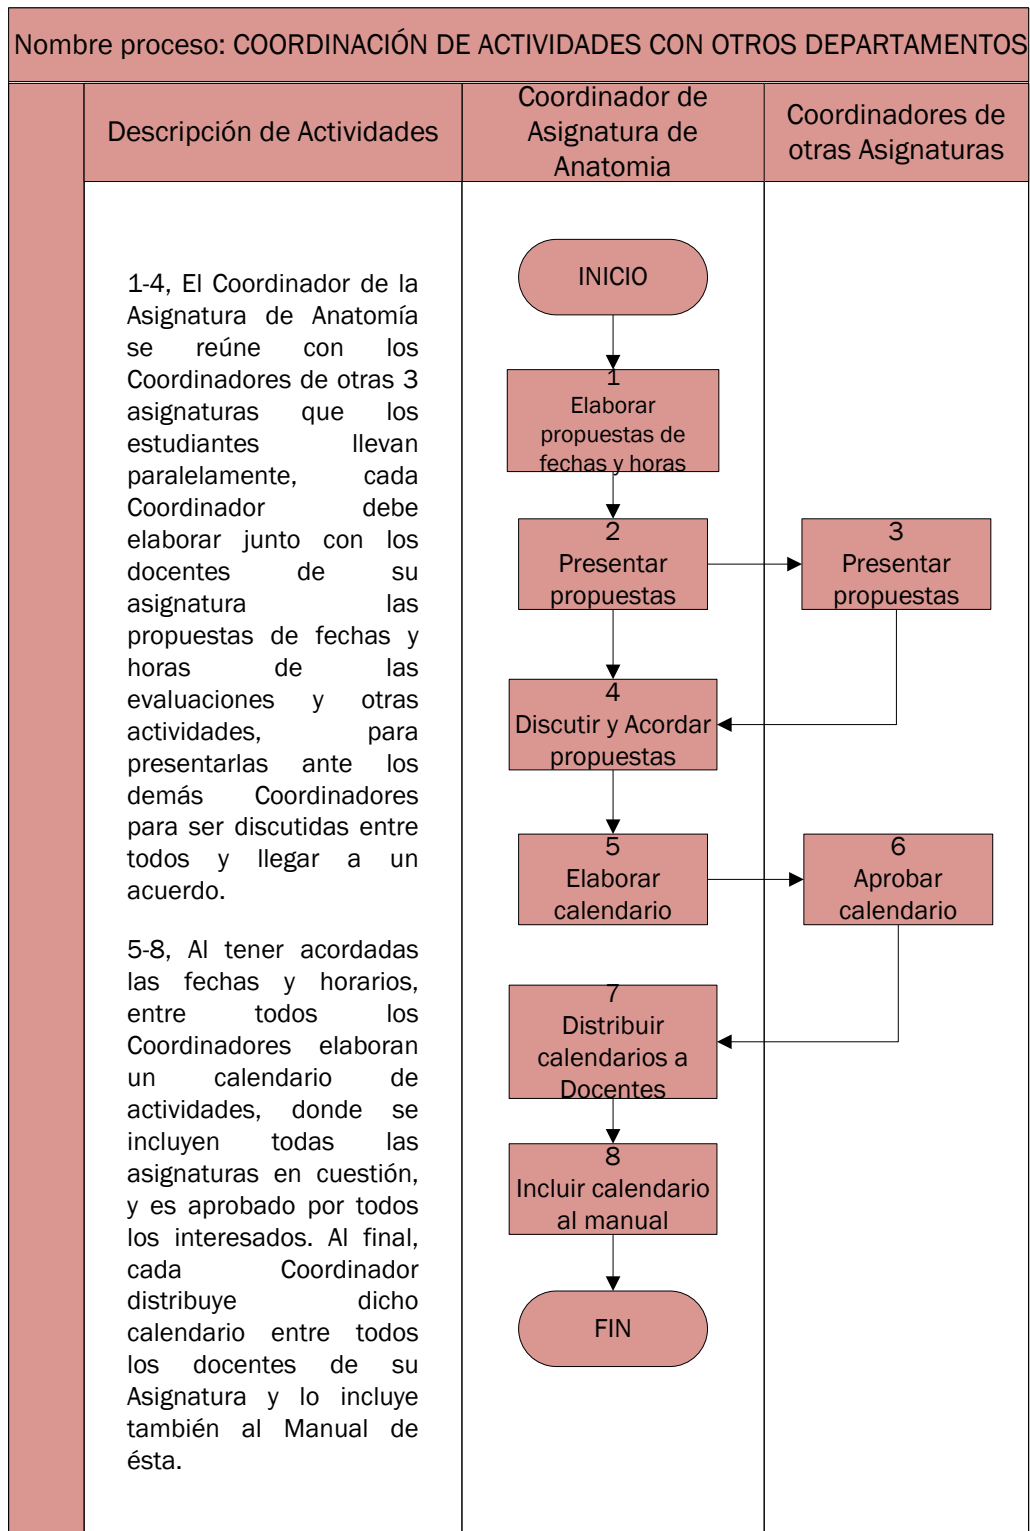 Nombre proceso: COORDINACIÓN DE ACTIVIDADES CON OTROS DEPARTAMENTOS
Descripción de Actividades
Coordinador de
Asignatura de
Anatomia
Coordinadores de
otras Asignaturas
1-4, El Coordinador de la
Asignatura de Anatomía
se reúne con los
Coordinadores de otras 3
asignaturas que los
estudiantes llevan
paralelamente, cada
Coordinador debe
elaborar junto con los
docentes de su
asignatura las
propuestas de fechas y
horas de las
evaluaciones y otras
actividades, para
presentarlas ante los
demás Coordinadores
para ser discutidas entre
todos y llegar a un
acuerdo.
5-8, Al tener acordadas
las fechas y horarios,
entre todos los
Coordinadores elaboran
un calendario de
actividades, donde se
incluyen todas las
asignaturas en cuestión,
y es aprobado por todos
los interesados. Al final,
cada Coordinador
distribuye dicho
calendario entre todos
los docentes de su
Asignatura y lo incluye
también al Manual de
ésta.
INICIO
1
Elaborar
propuestas de
fechas y horas
2
Presentar
propuestas
3
Presentar
propuestas
4
Discutir y Acordar
propuestas
5
Elaborar
calendario
6
Aprobar
calendario
7
Distribuir
calendarios a
Docentes
8
Incluir calendario
al manual
FIN